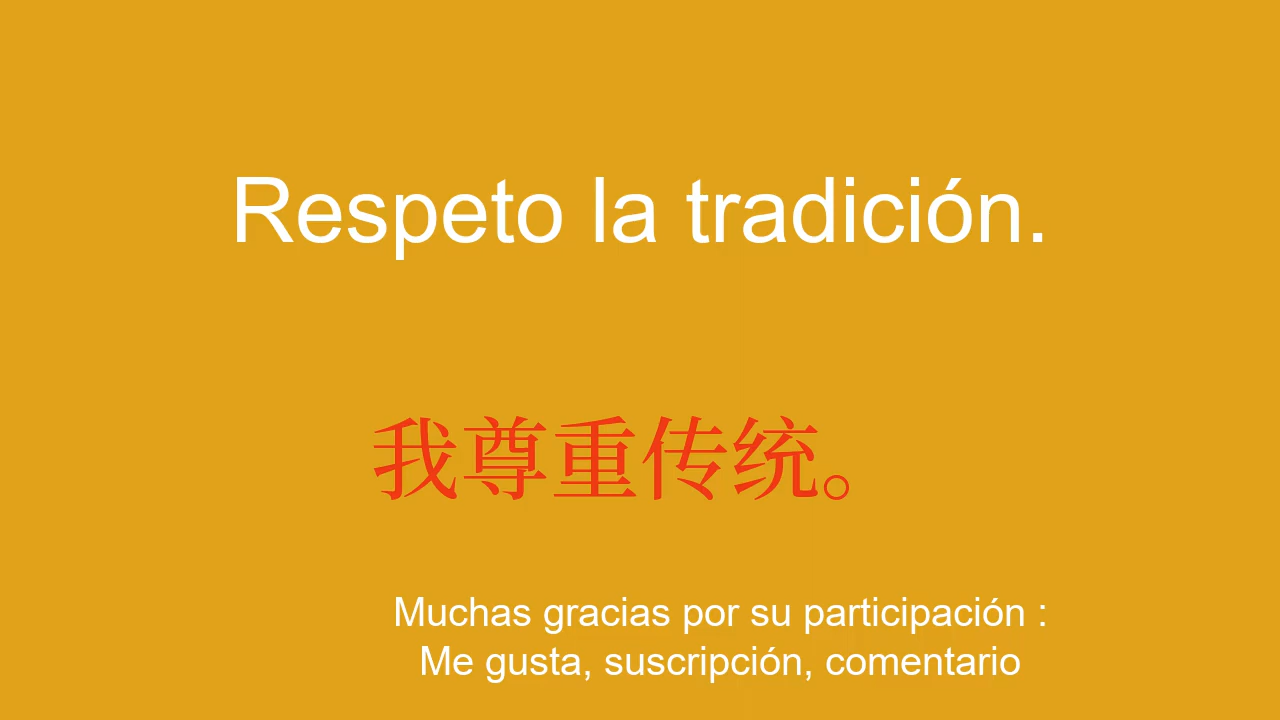 Respeto la tradición.
我尊重传统。
Muchas gracias por su participación :
Me gusta, suscripción, comentario